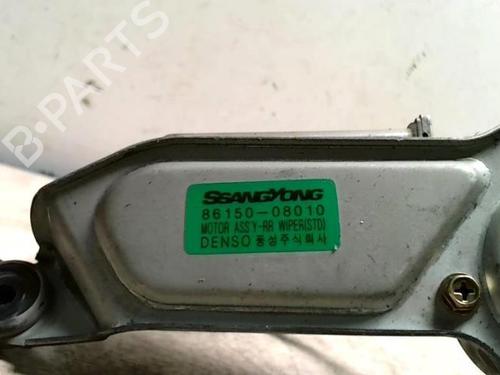 B-PARTS
SSANGYONG
86150-08010
MOTOR ASS'Y-RR WIPER(STD)
DENSO 풍성주식회사